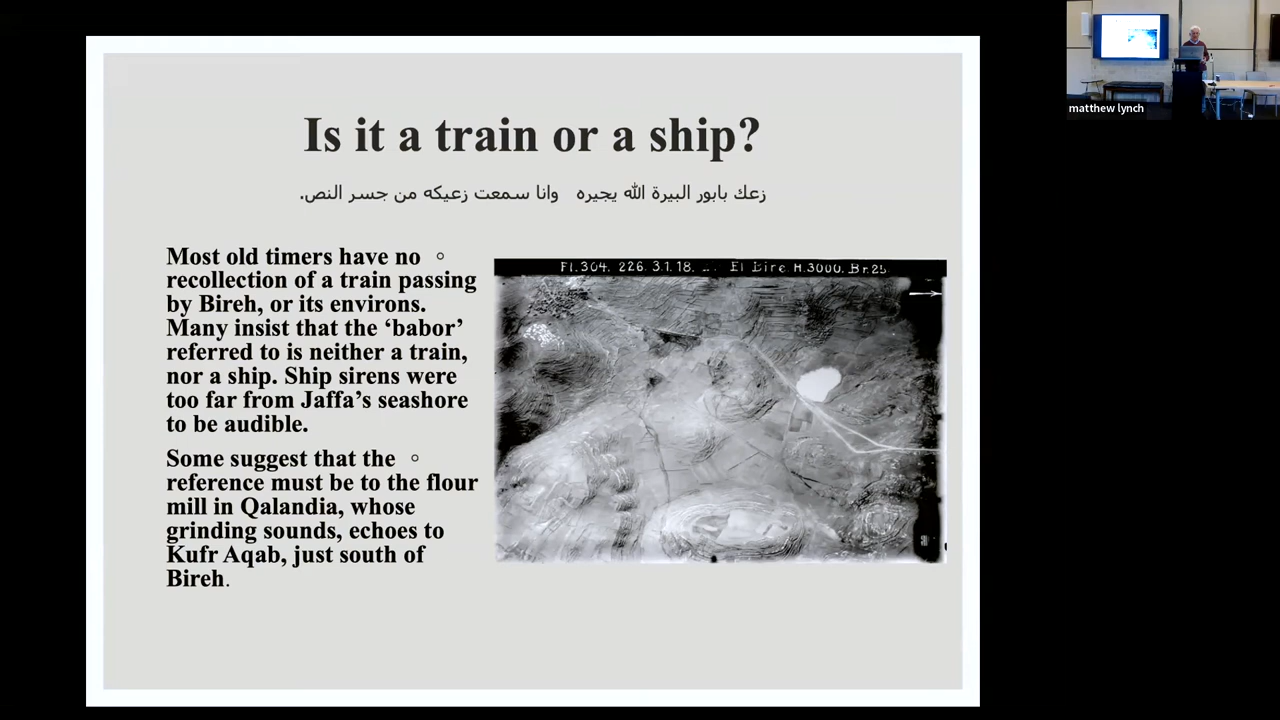 Is it a train or a ship?
زعك بابور البيرة الله يجيره   وانا سمعت زعيكه من جسر النص.
Most old timers have no ○
recollection of a train passing
by Bireh, or its environs.
Many insist that the ‘babor’
referred to is neither a train,
nor a ship. Ship sirens were
too far from Jaffa’s seashore
to be audible.
Some suggest that the ○
reference must be to the flour
mill in Qalandia, whose
grinding sounds, echoes to
Kufr Aqab, just south of
Bireh.
Fl.304. 226. 3.1.18. .. El Bire. H.3000. Br.25.
matthew lynch